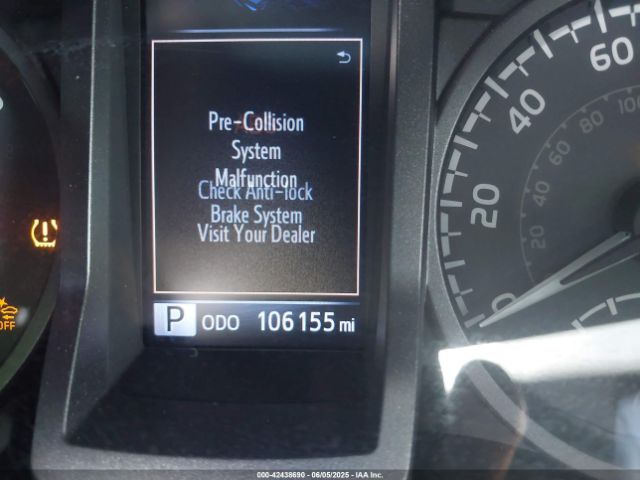 Pre-Collision
System
Malfunction
Check Anti-lock
Brake System
Visit Your Dealer
P ODO 106155 mi
OFF
0
20
40
60
20
40
60
80
100
000-42438690 - 06/05/2025 - IAA Inc.